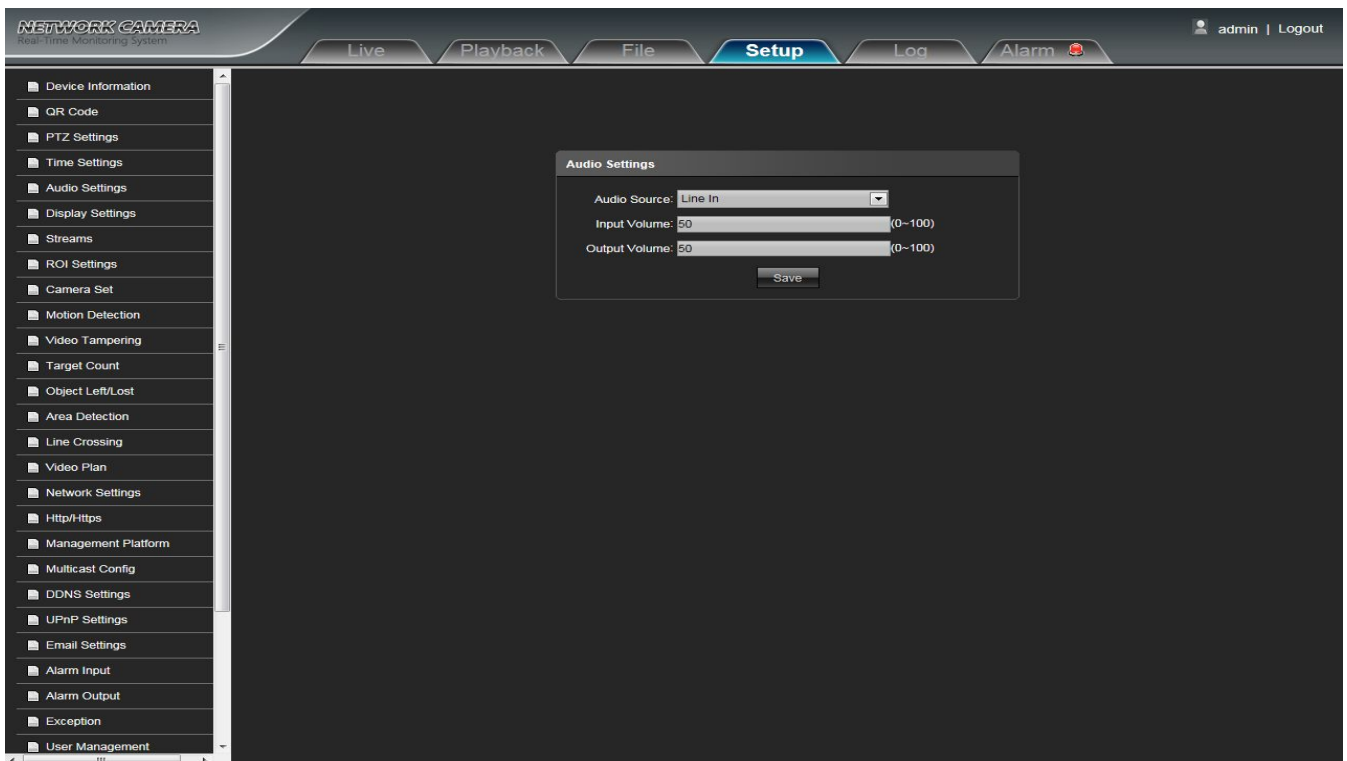 NETWORK CAMERA
Real-Time Monitoring System
admin | Logout
Live Playback File Setup Log Alarm
Device Information
QR Code
PTZ Settings
Time Settings
Audio Settings
Display Settings
Streams
ROI Settings
Camera Set
Motion Detection
Video Tampering
Target Count
Object Left/Lost
Area Detection
Line Crossing
Video Plan
Network Settings
Http/Https
Management Platform
Multicast Config
DDNS Settings
UPnP Settings
Email Settings
Alarm Input
Alarm Output
Exception
User Management
Audio Settings
Audio Source: Line In
Input Volume: 50 (0~100)
Output Volume: 50 (0~100)
Save